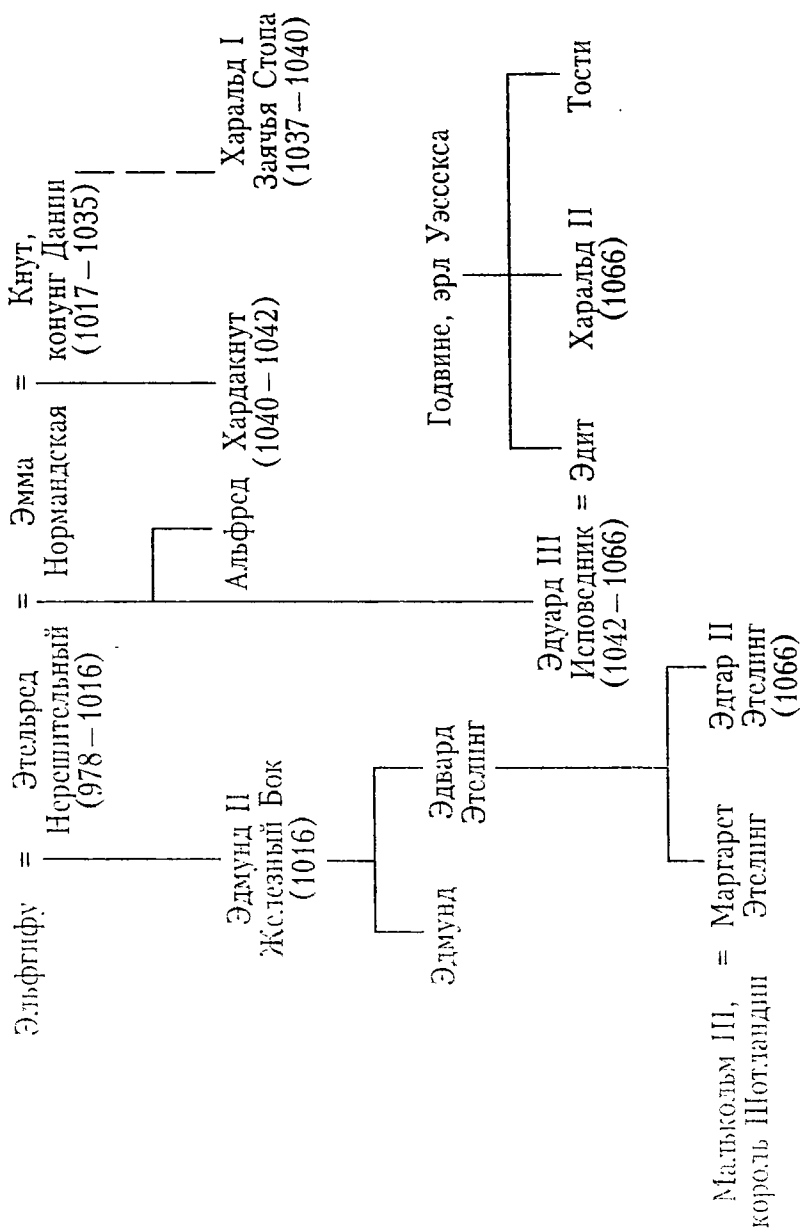 Эльфгифу = Этельред = Эмма = Кнут,
Нерешительный Нормандская конунг Дании
(978—1016) (1017—1035)
Эдмунд II Альфред Хардакнут Харальд I
Железный Бок (1040—1042) Заячья Стопа
(1016) (1037—1040)
Эдмунд Эдвард Годвине, эрл Уэссекса
Этелинг
Эдуард III = Эдит Харальд II Тости
Исповедник (1066)
(1042—1066)
Малькольм III, = Маргарет Эдгар II
король Шотландии Этелинг Этелинг
(1066)